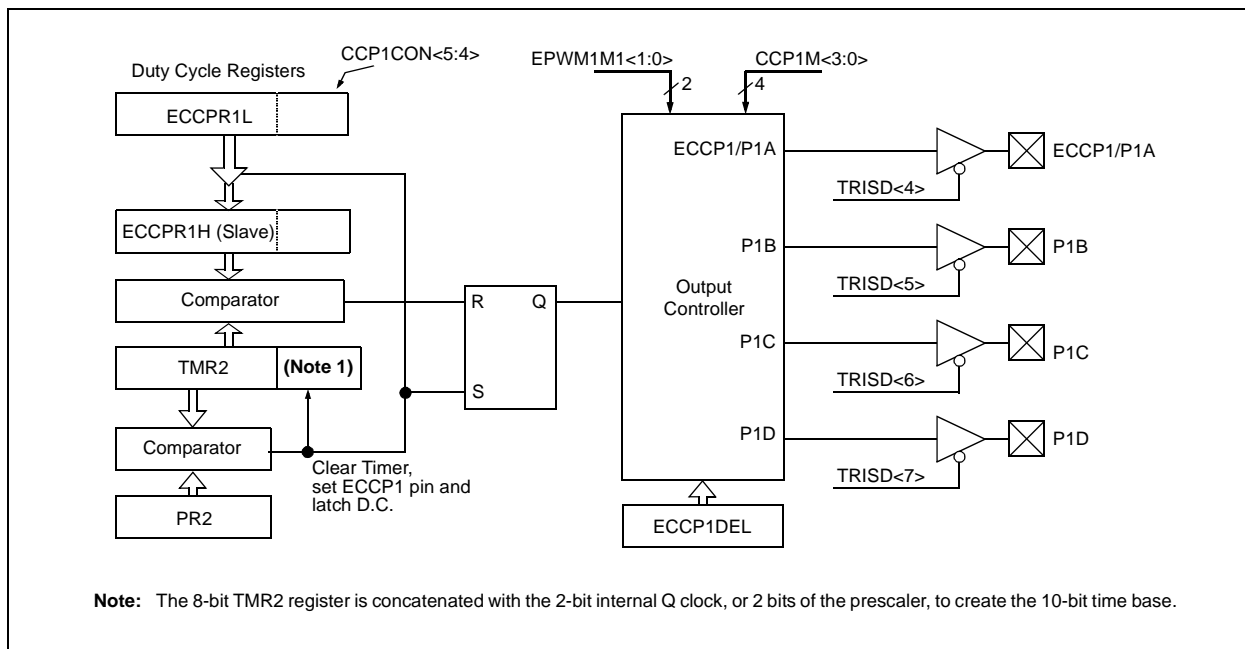 CCP1CON<5:4>
Duty Cycle Registers
ECCPR1L
ECCPR1H (Slave)
Comparator
TMR2
(Note 1)
Comparator
PR2
Clear Timer,
set ECCP1 pin and
latch D.C.
R
Q
S
EPWM1M1<1:0>
2
CCP1M<3:0>
4
ECCP1/P1A
P1B
Output
Controller
P1C
P1D
ECCP1DEL
TRISD<4>
ECCP1/P1A
TRISD<5>
P1B
TRISD<6>
P1C
TRISD<7>
P1D
Note: The 8-bit TMR2 register is concatenated with the 2-bit internal Q clock, or 2 bits of the prescaler, to create the 10-bit time base.